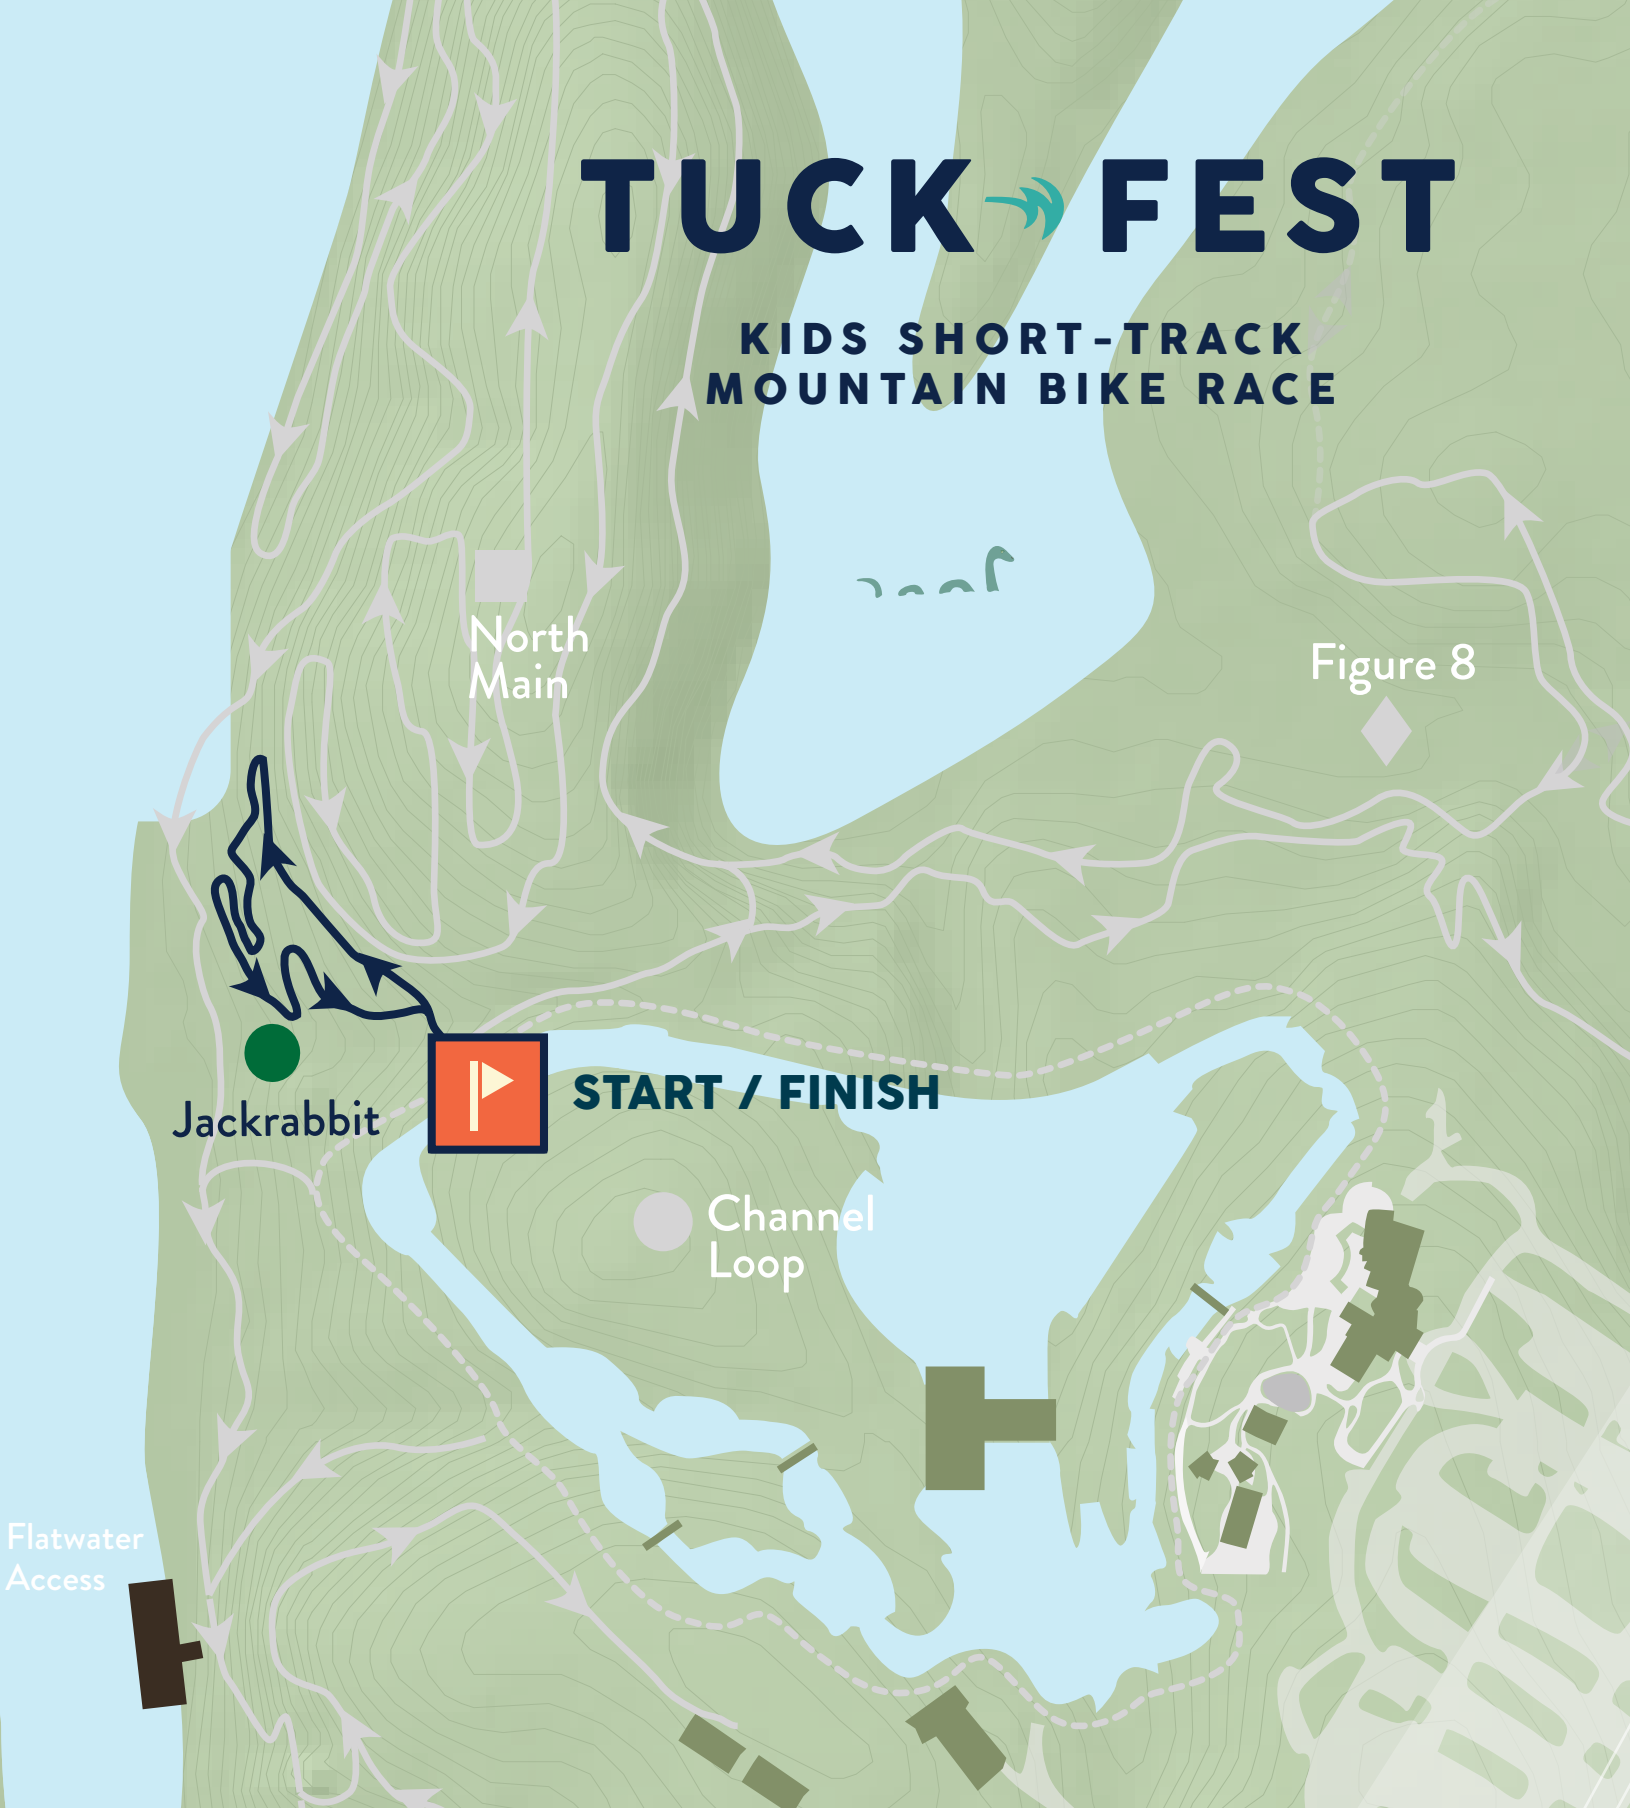 TUCK FEST
KIDS SHORT-TRACK
MOUNTAIN BIKE RACE
North
Main
Figure 8
START / FINISH
Jackrabbit
Channel
Loop
Flatwater
Access